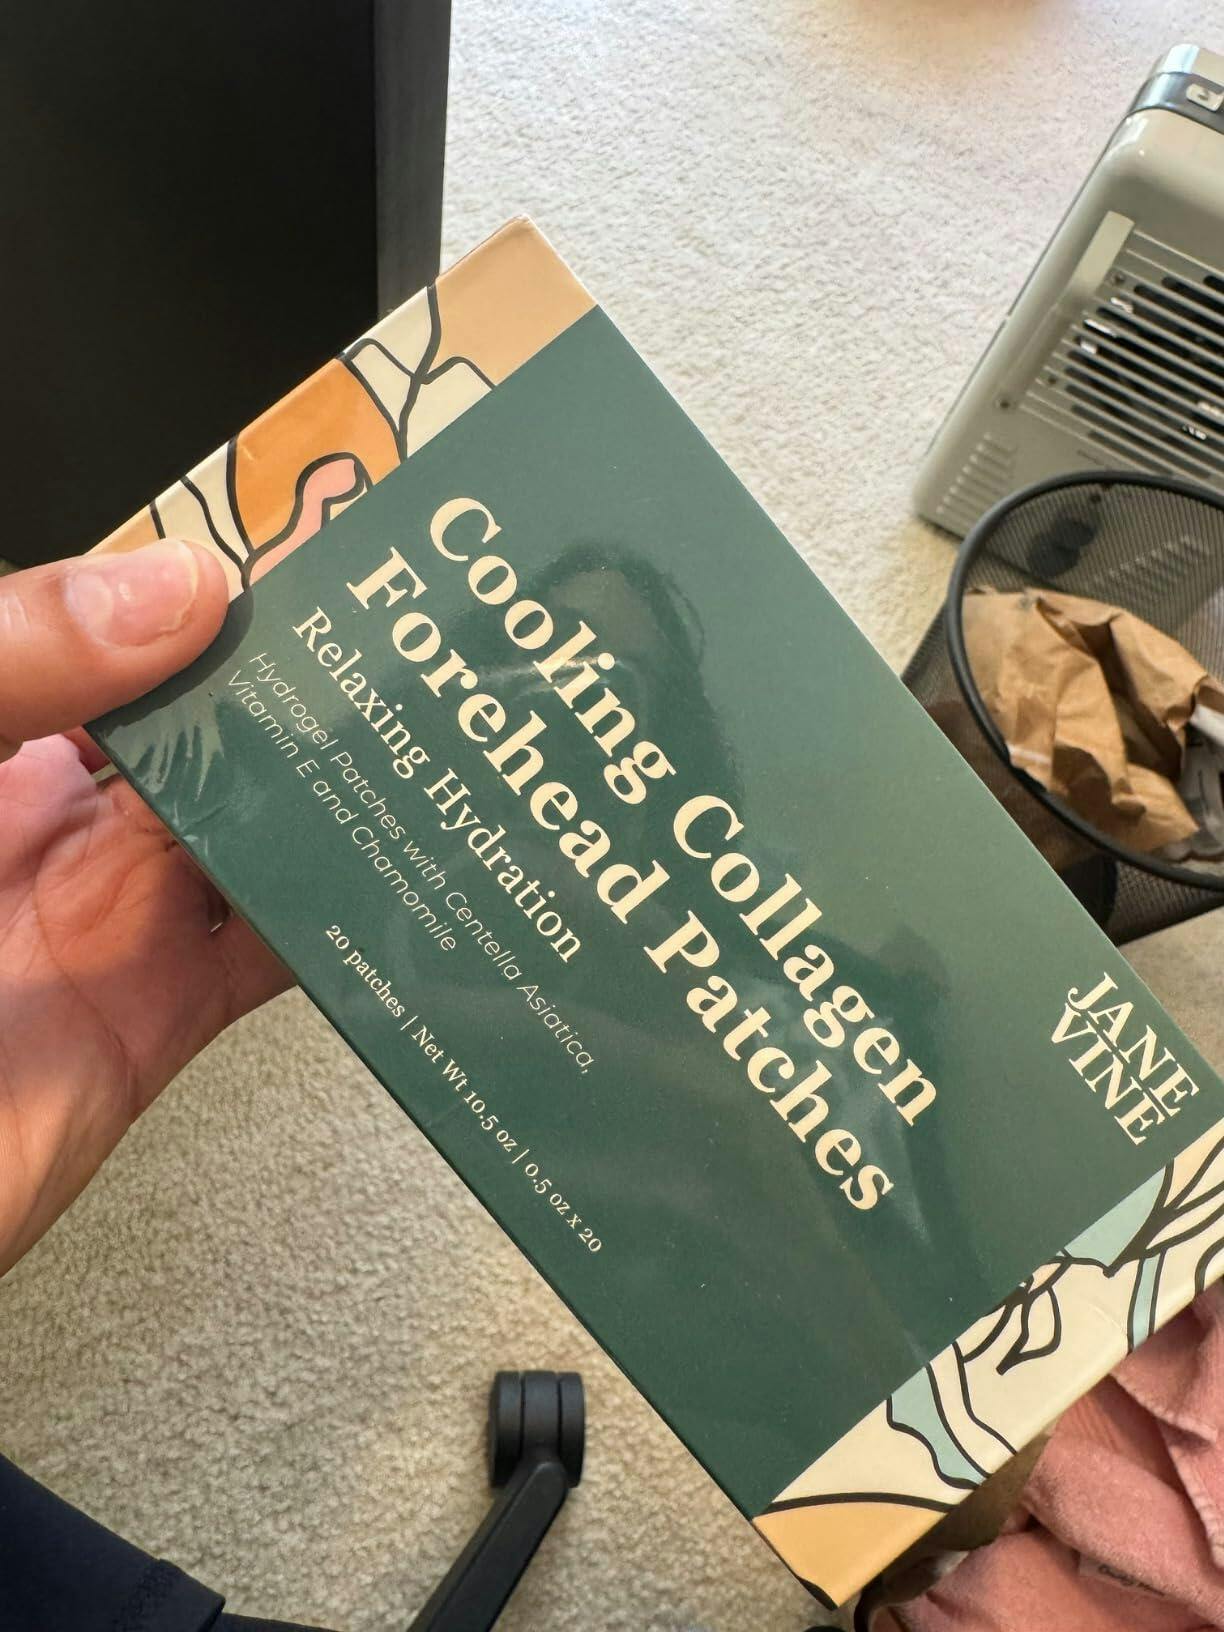 Cooling Collagen
Forehead Patches
Relaxing Hydration
Hydrogel Patches with Centella Asiatica,
Vitamin E and Chamomile
20 patches | Net Wt 10.5 oz | 0.5 oz x 20
JANE
VINE